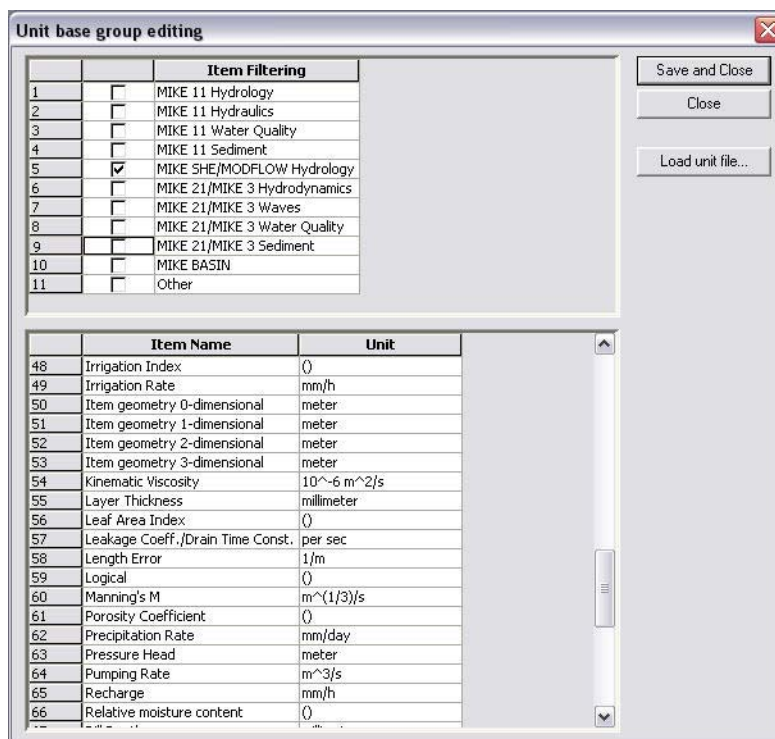 Unit base group editing
Item Filtering
1 MIKE 11 Hydrology
2 MIKE 11 Hydraulics
3 MIKE 11 Water Quality
4 MIKE 11 Sediment
5 MIKE SHE/MODFLOW Hydrology
6 MIKE 21/MIKE 3 Hydrodynamics
7 MIKE 21/MIKE 3 Waves
8 MIKE 21/MIKE 3 Water Quality
9 MIKE 21/MIKE 3 Sediment
10 MIKE BASIN
11 Other
Save and Close
Close
Load unit file...
Item Name Unit
48 Irrigation Index ()
49 Irrigation Rate mm/h
50 Item geometry 0-dimensional meter
51 Item geometry 1-dimensional meter
52 Item geometry 2-dimensional meter
53 Item geometry 3-dimensional meter
54 Kinematic Viscosity 10^-6 m^2/s
55 Layer Thickness millimeter
56 Leaf Area Index ()
57 Leakage Coeff./Drain Time Const. per sec
58 Length Error 1/m
59 Logical ()
60 Manning's M m^(1/3)/s
61 Porosity Coefficient ()
62 Precipitation Rate mm/day
63 Pressure Head meter
64 Pumping Rate m^3/s
65 Recharge mm/h
66 Relative moisture content ()